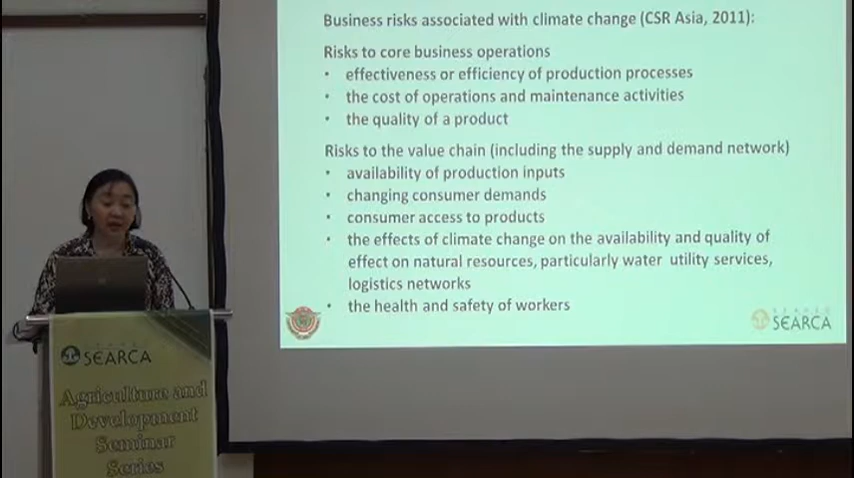 Business risks associated with climate change (CSR Asia, 2011):
Risks to core business operations
• effectiveness or efficiency of production processes
• the cost of operations and maintenance activities
• the quality of a product
Risks to the value chain (including the supply and demand network)
• availability of production inputs
• changing consumer demands
• consumer access to products
• the effects of climate change on the availability and quality of
effect on natural resources, particularly water utility services,
logistics networks
• the health and safety of workers
SEARCA
SEARCA
Agriculture and
Development
Seminar
Series